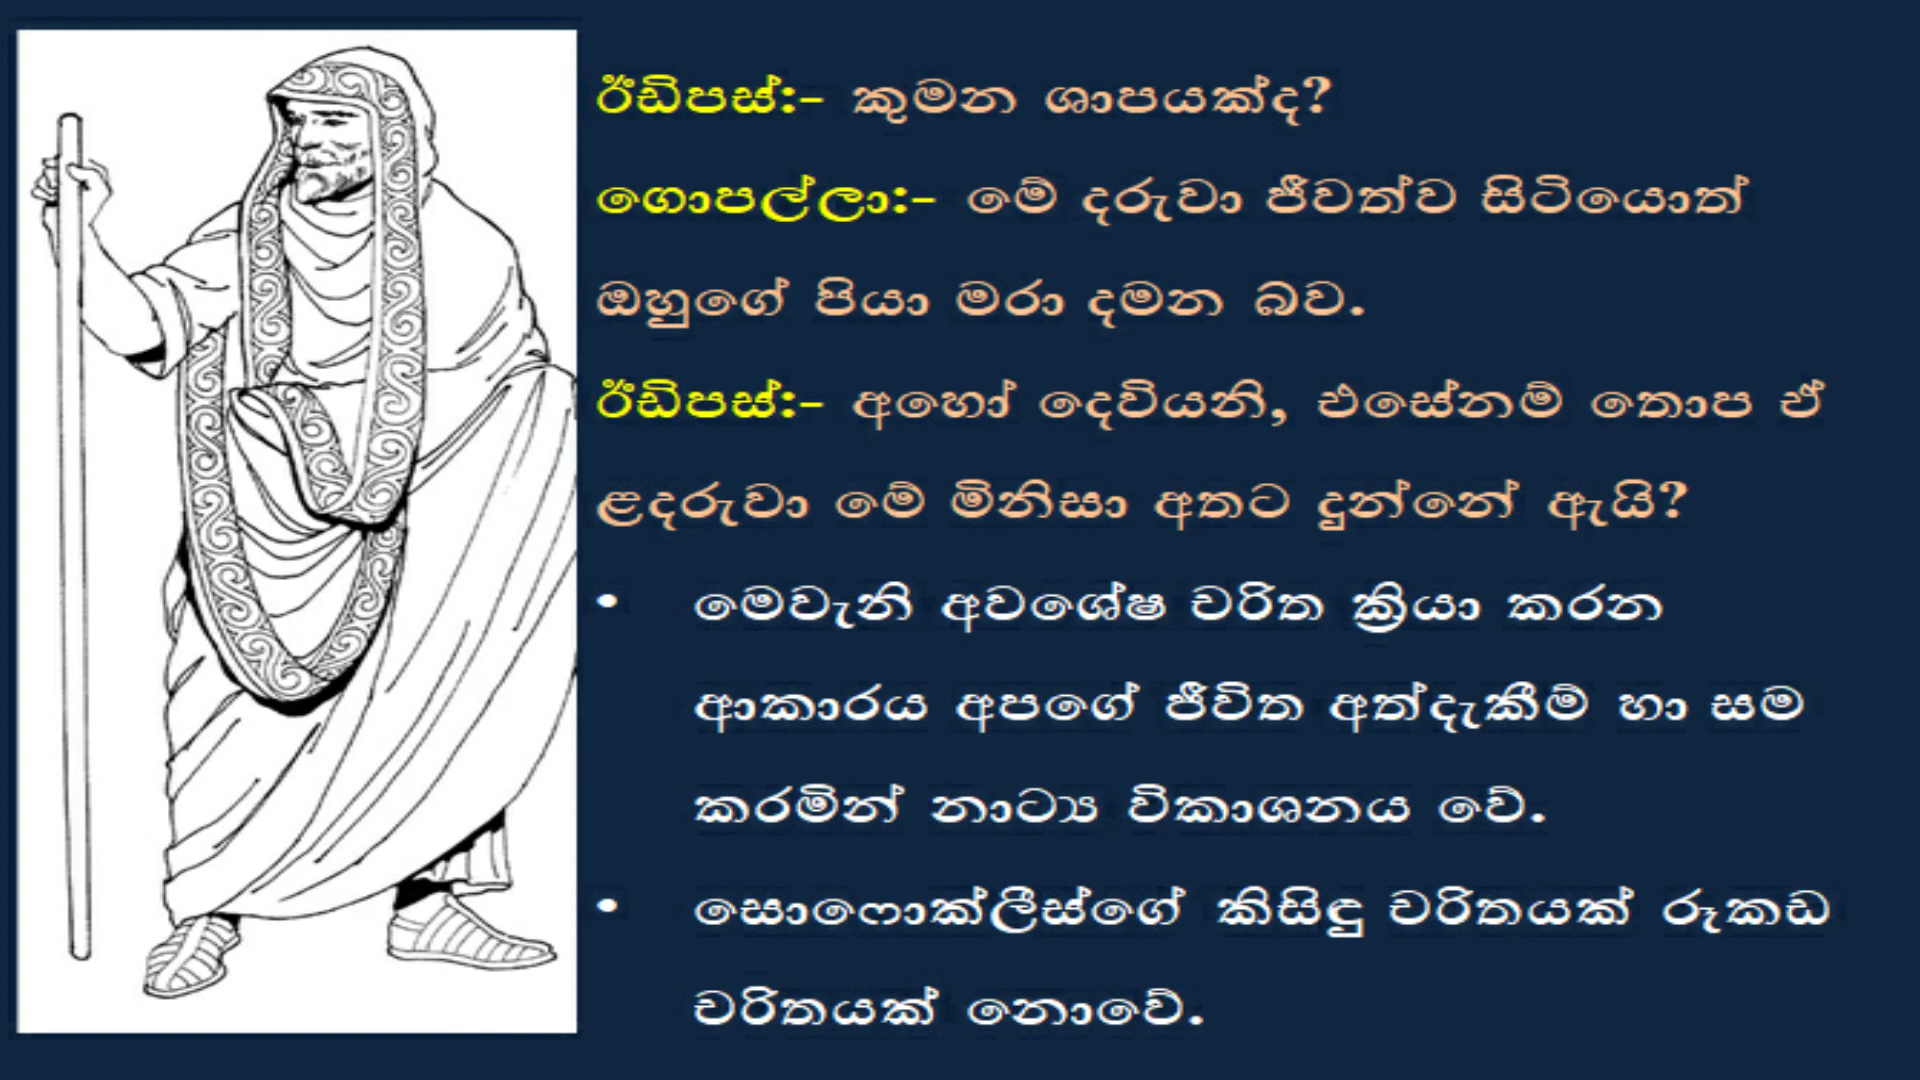 ඊඩිපස්:- කුමන ශාපයක්ද?
ගොපල්ලා:- මේ දරුවා ජීවත්ව සිටියොත්
ඔහුගේ පියා මරා දමන බව.
ඊඩිපස්:- අහෝ දෙවියනි, එසේනම් තොප ඒ
ළදරුවා මේ මිනිසා අතට දුන්නේ ඇයි?
• මෙවැනි අවශේෂ චරිත ක්‍රියා කරන
ආකාරය අපගේ ජීවිත අත්දැකීම් හා සම
කරමින් නාට්‍ය විකාශනය වේ.
• සොෆොක්ලීස්ගේ කිසිඳු චරිතයක් රූකඩ
චරිතයක් නොවේ.